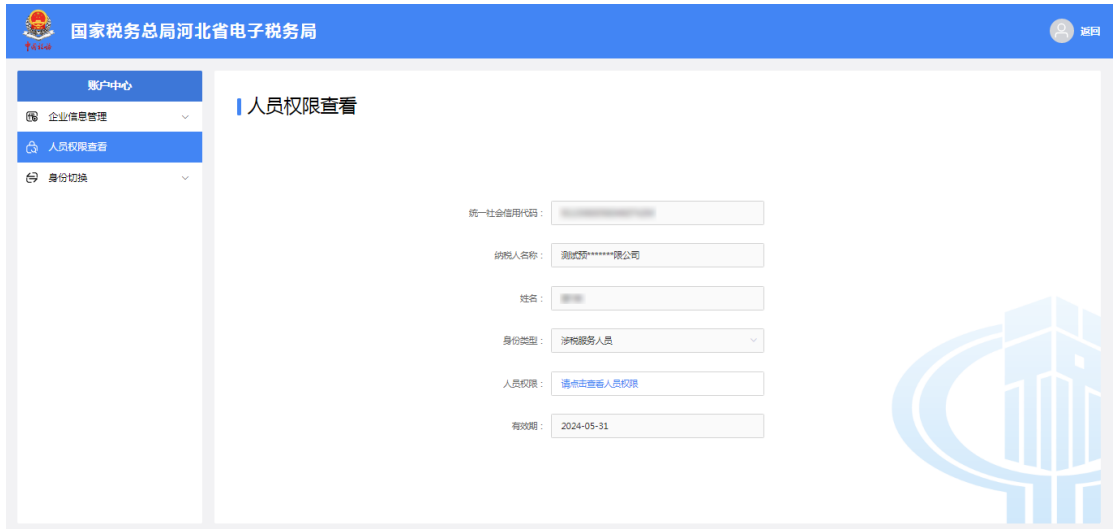 国家税务总局河北省电子税务局
返回
账户中心
企业信息管理
人员权限查看
身份切换
人员权限查看
统一社会信用代码：
纳税人名称： 测试预*******限公司
姓名：
身份类型： 涉税服务人员
人员权限： 请点击查看人员权限
有效期： 2024-05-31